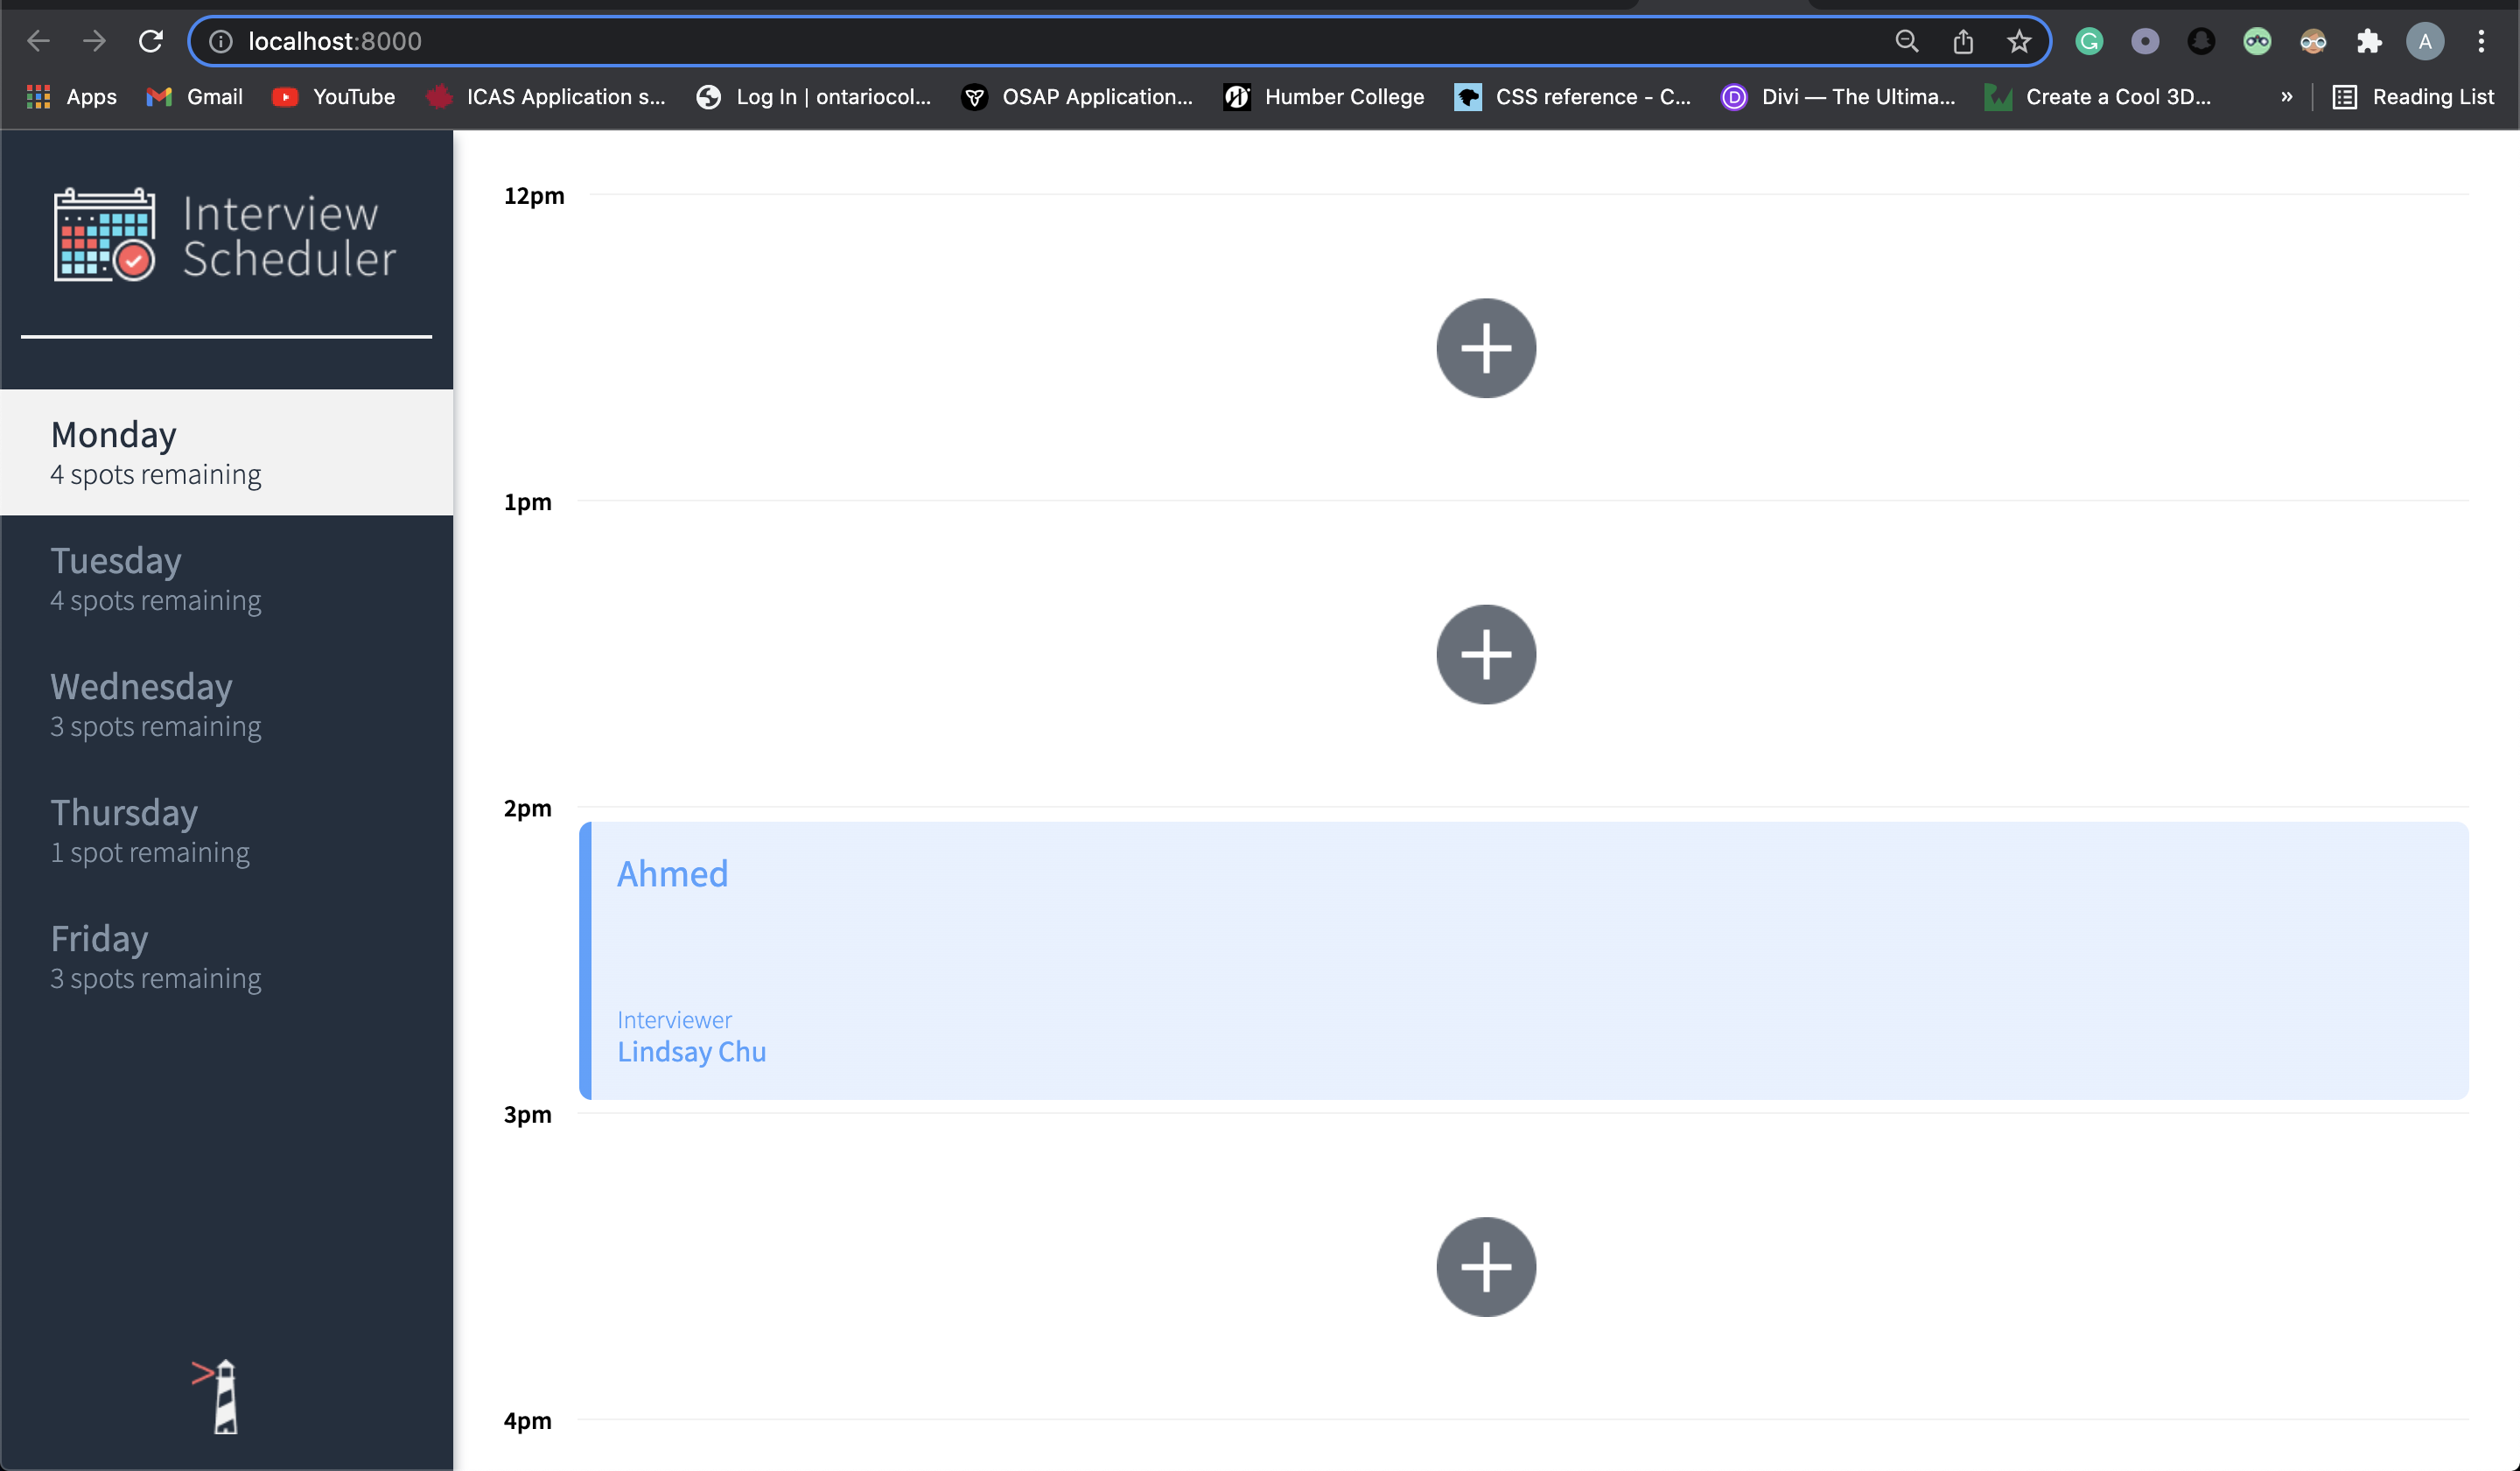 localhost:8000
A
Apps
Gmail
YouTube
ICAS Application s...
Log In | ontariocol...
OSAP Application...
Humber College
CSS reference - C...
Divi — The Ultima...
Create a Cool 3D...
»
Reading List
Interview
Scheduler
Monday
4 spots remaining
Tuesday
4 spots remaining
Wednesday
3 spots remaining
Thursday
1 spot remaining
Friday
3 spots remaining
12pm
1pm
2pm
Ahmed
Interviewer
Lindsay Chu
3pm
4pm